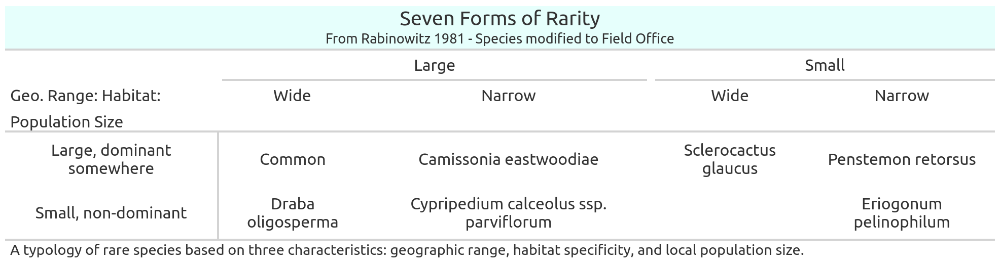 Seven Forms of Rarity
From Rabinowitz 1981 - Species modified to Field Office
Large Small
Geo. Range: Habitat: Wide Narrow Wide Narrow
Population Size
Large, dominant somewhere Common Camissonia eastwoodiae Sclerocactus glaucus Penstemon retorsus
Small, non-dominant Draba oligosperma Cypripedium calceolus ssp. parviflorum Eriogonum pelinophilum
A typology of rare species based on three characteristics: geographic range, habitat specificity, and local population size.